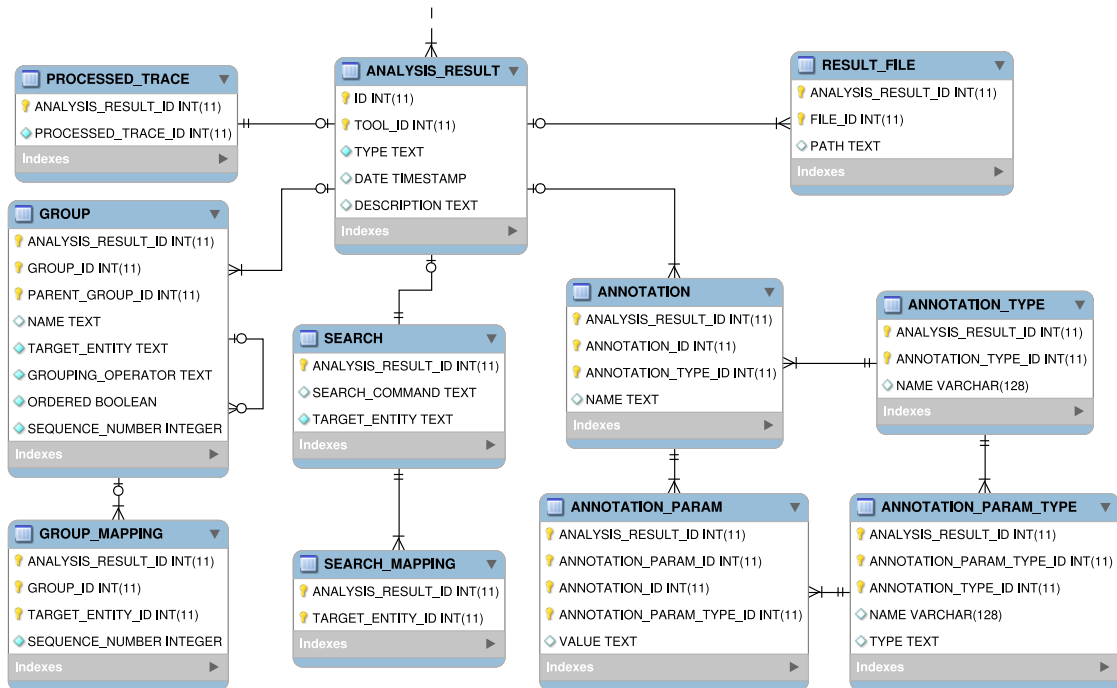 PROCESSED_TRACE
ANALYSIS_RESULT_ID INT(11)
PROCESSED_TRACE_ID INT(11)
Indexes
ANALYSIS_RESULT
ID INT(11)
TOOL_ID INT(11)
TYPE TEXT
DATE TIMESTAMP
DESCRIPTION TEXT
Indexes
RESULT_FILE
ANALYSIS_RESULT_ID INT(11)
FILE_ID INT(11)
PATH TEXT
Indexes
GROUP
ANALYSIS_RESULT_ID INT(11)
GROUP_ID INT(11)
PARENT_GROUP_ID INT(11)
NAME TEXT
TARGET_ENTITY TEXT
GROUPING_OPERATOR TEXT
ORDERED BOOLEAN
SEQUENCE_NUMBER INTEGER
Indexes
SEARCH
ANALYSIS_RESULT_ID INT(11)
SEARCH_COMMAND TEXT
TARGET_ENTITY TEXT
Indexes
ANNOTATION
ANALYSIS_RESULT_ID INT(11)
ANNOTATION_ID INT(11)
ANNOTATION_TYPE_ID INT(11)
NAME TEXT
Indexes
ANNOTATION_TYPE
ANALYSIS_RESULT_ID INT(11)
ANNOTATION_TYPE_ID INT(11)
NAME VARCHAR(128)
Indexes
GROUP_MAPPING
ANALYSIS_RESULT_ID INT(11)
GROUP_ID INT(11)
TARGET_ENTITY_ID INT(11)
SEQUENCE_NUMBER INTEGER
Indexes
SEARCH_MAPPING
ANALYSIS_RESULT_ID INT(11)
TARGET_ENTITY_ID INT(11)
Indexes
ANNOTATION_PARAM
ANALYSIS_RESULT_ID INT(11)
ANNOTATION_PARAM_ID INT(11)
ANNOTATION_ID INT(11)
ANNOTATION_PARAM_TYPE_ID INT(11)
VALUE TEXT
Indexes
ANNOTATION_PARAM_TYPE
ANALYSIS_RESULT_ID INT(11)
ANNOTATION_PARAM_TYPE_ID INT(11)
ANNOTATION_TYPE_ID INT(11)
NAME VARCHAR(128)
TYPE TEXT
Indexes